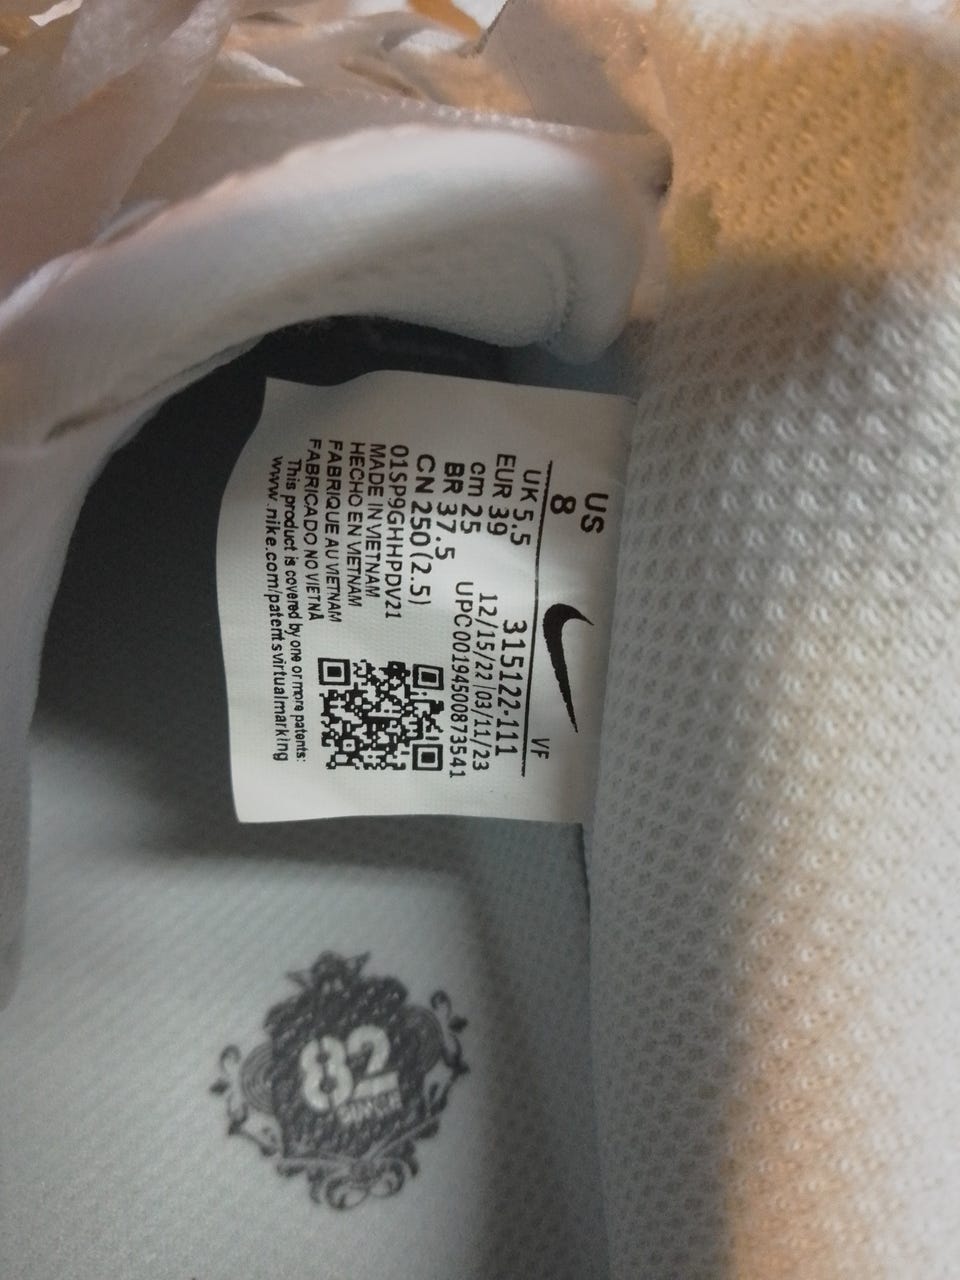 US
8
VF
UK 5.5
EUR 39
cm 25
BR 37.5
CN 250 (2.5)
315122-111
12/15/22 03/11/23
UPC 00194500873541
01SP9GHHPDV21
MADE IN VIETNAM
HECHO EN VIETNAM
FABRIQUE AU VIETNAM
FABRICADO NO VIETNÃ
This product is covered by one or more patents:
www.nike.com/patentsvirtualmarking
SINCE
82